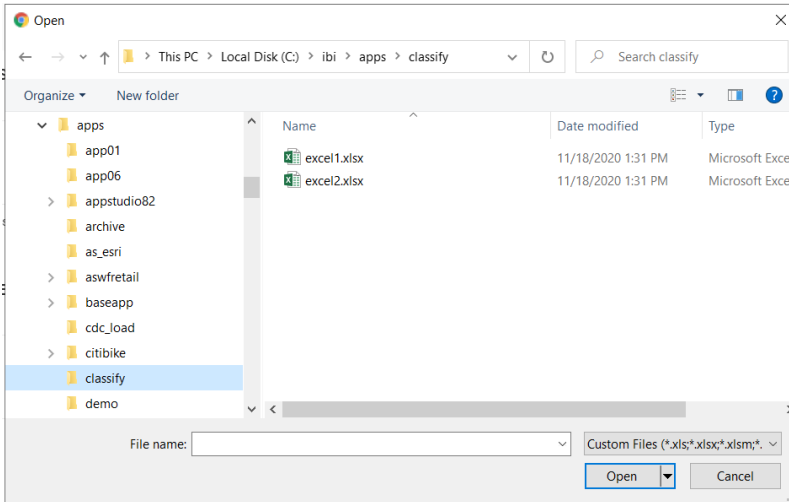 Open
This PC > Local Disk (C:) > ibi > apps > classify
Search classify
Organize
New folder
apps
app01
app06
appstudio82
archive
as_esri
aswfretail
baseapp
cdc_load
citibike
classify
demo
Name Date modified Type
excel1.xlsx 11/18/2020 1:31 PM Microsoft Exce
excel2.xlsx 11/18/2020 1:31 PM Microsoft Exce
File name:
Custom Files (*.xls;*.xlsx;*.xlsm;*.
Open
Cancel